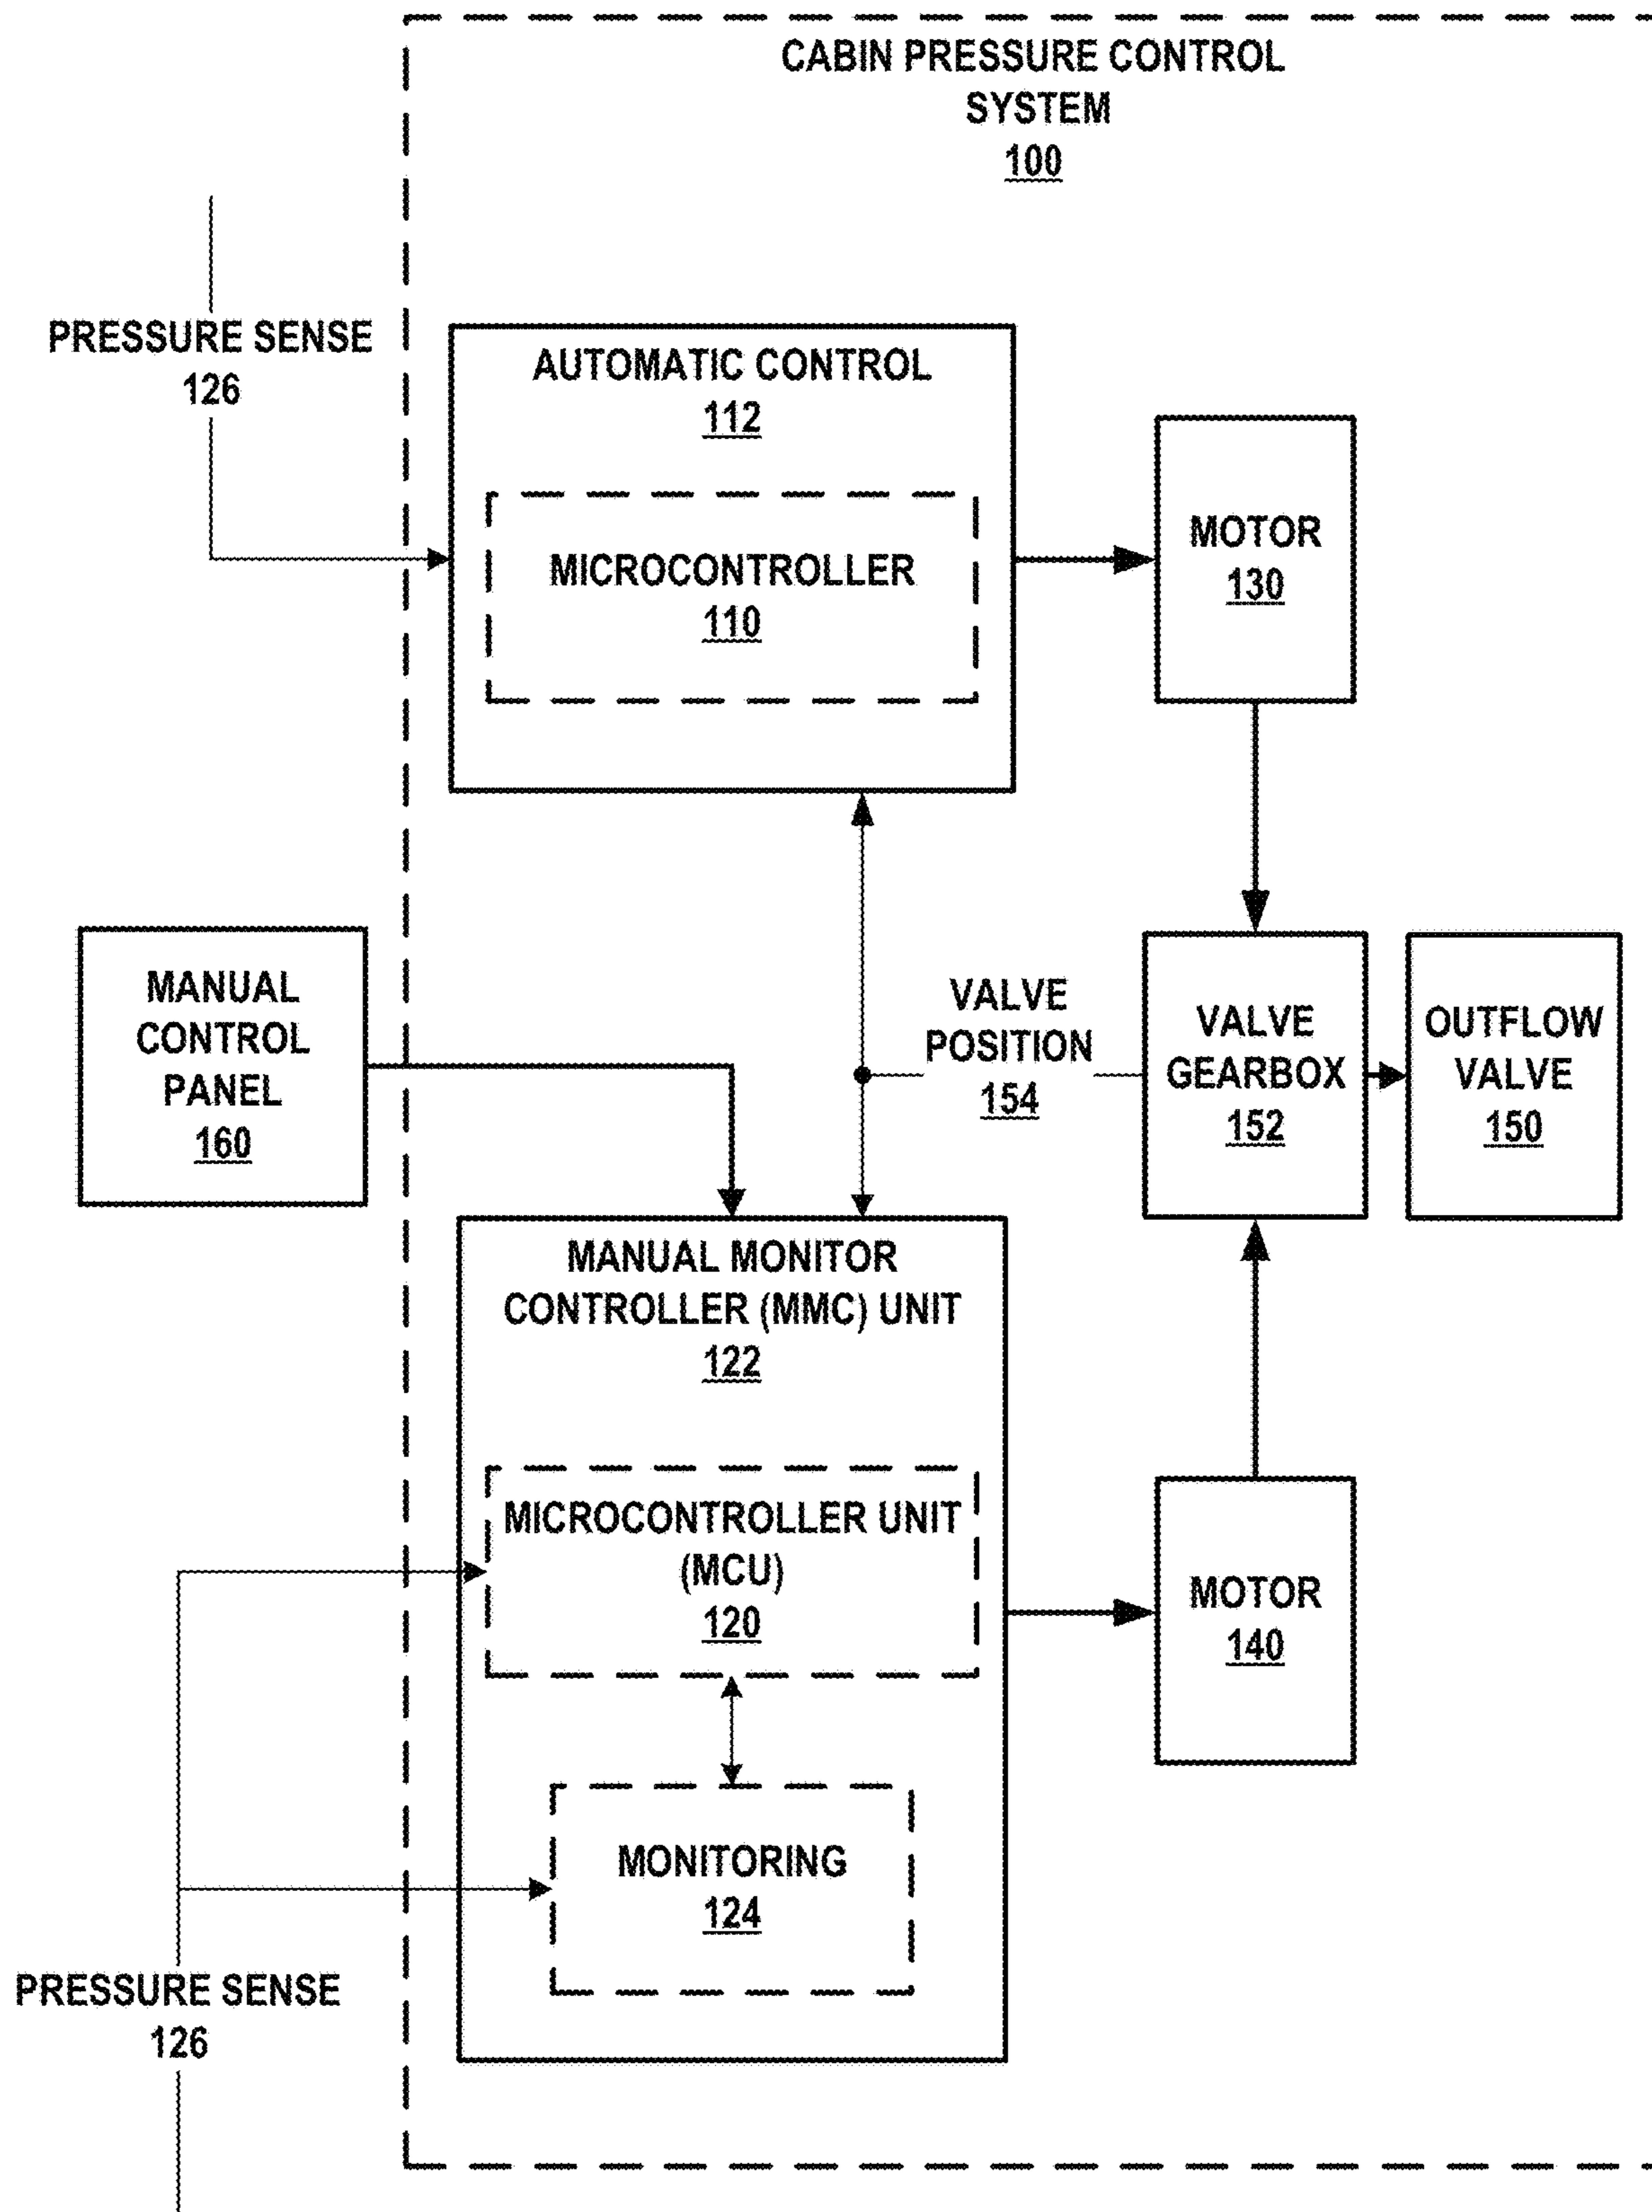 CABIN PRESSURE CONTROL
SYSTEM
100
PRESSURE SENSE
126
AUTOMATIC CONTROL
112
MICROCONTROLLER
110
MOTOR
130
MANUAL
CONTROL
PANEL
160
VALVE
POSITION
154
VALVE
GEARBOX
152
OUTFLOW
VALVE
150
MANUAL MONITOR
CONTROLLER (MMC) UNIT
122
MICROCONTROLLER UNIT
(MCU)
120
MOTOR
140
MONITORING
124
PRESSURE SENSE
126